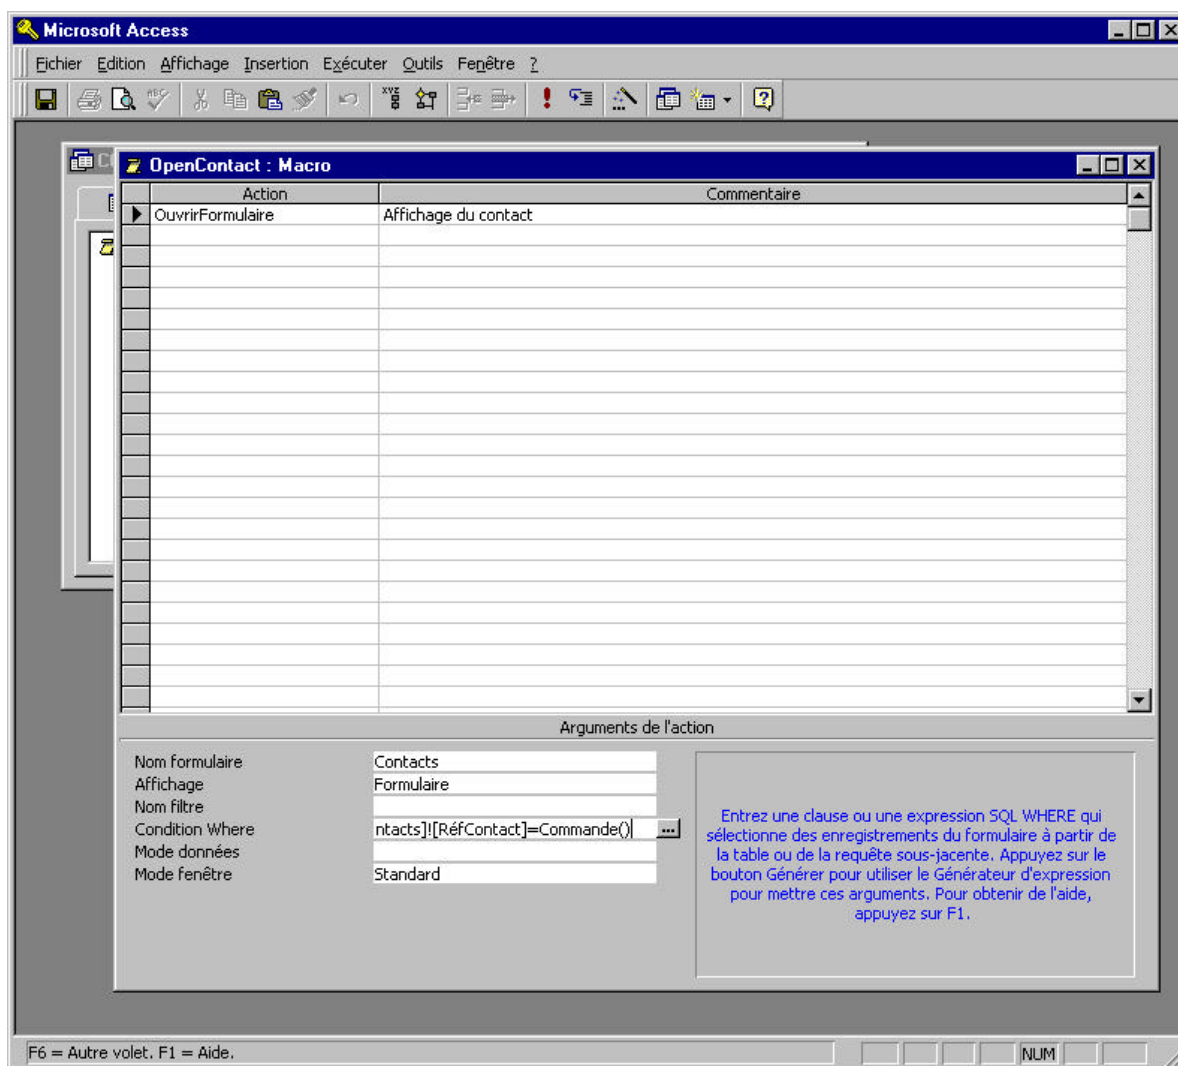 Microsoft Access
Fichier Edition Affichage Insertion Exécuter Outils Fenêtre ?
OpenContact : Macro
Action Commentaire
OuvrirFormulaire Affichage du contact
Arguments de l'action
Nom formulaire Contacts
Affichage Formulaire
Nom filtre
Condition Where ntacts]![RéfContact]=Commande() ...
Mode données
Mode fenêtre Standard
Entrez une clause ou une expression SQL WHERE qui
sélectionne des enregistrements du formulaire à partir de
la table ou de la requête sous-jacente. Appuyez sur le
bouton Générer pour utiliser le Générateur d'expression
pour mettre ces arguments. Pour obtenir de l'aide,
appuyez sur F1.
F6 = Autre volet. F1 = Aide. NUM